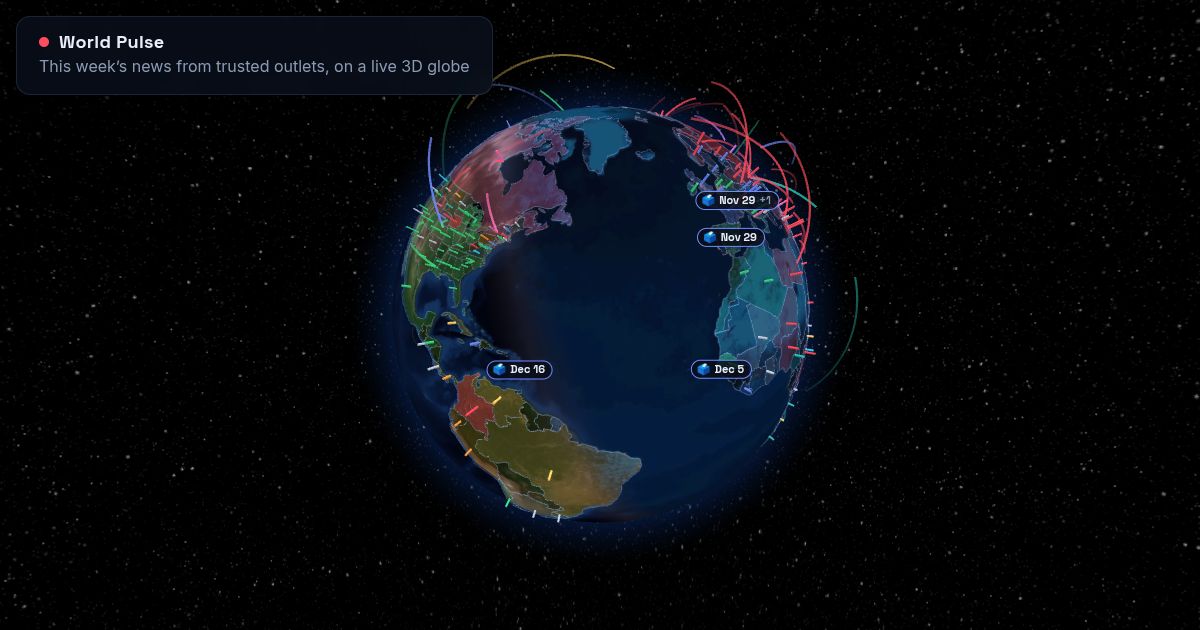 World Pulse
This week's news from trusted outlets, on a live 3D globe
Nov 29 +1
Nov 29
Dec 16
Dec 5